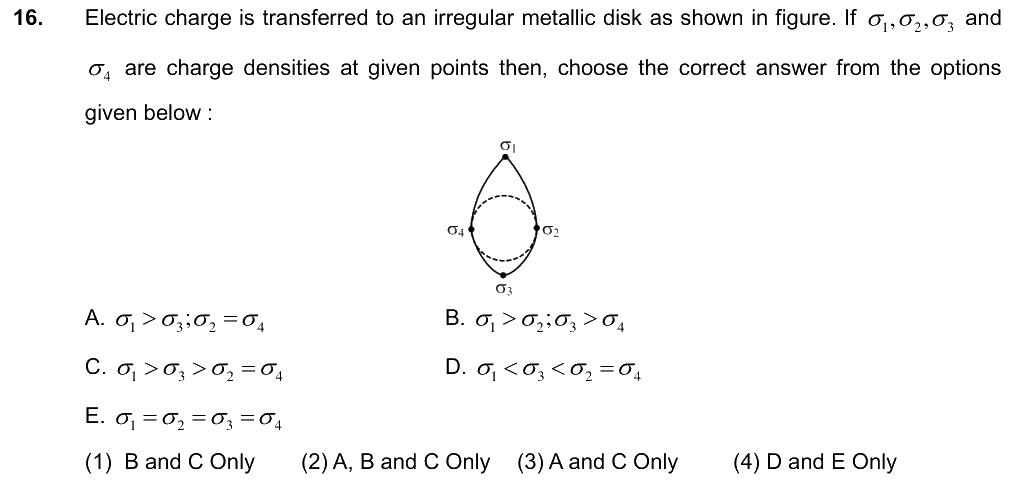 16. Electric charge is transferred to an irregular metallic disk as shown in figure. If σ₁,σ₂,σ₃ and
σ₄ are charge densities at given points then, choose the correct answer from the options
given below :
σ₁
σ₄ σ₂
σ₃
A. σ₁ > σ₃;σ₂ = σ₄ B. σ₁ > σ₂;σ₃ > σ₄
C. σ₁ > σ₃ > σ₂ = σ₄ D. σ₁ < σ₃ < σ₂ = σ₄
E. σ₁ = σ₂ = σ₃ = σ₄
(1) B and C Only (2) A, B and C Only (3) A and C Only (4) D and E Only